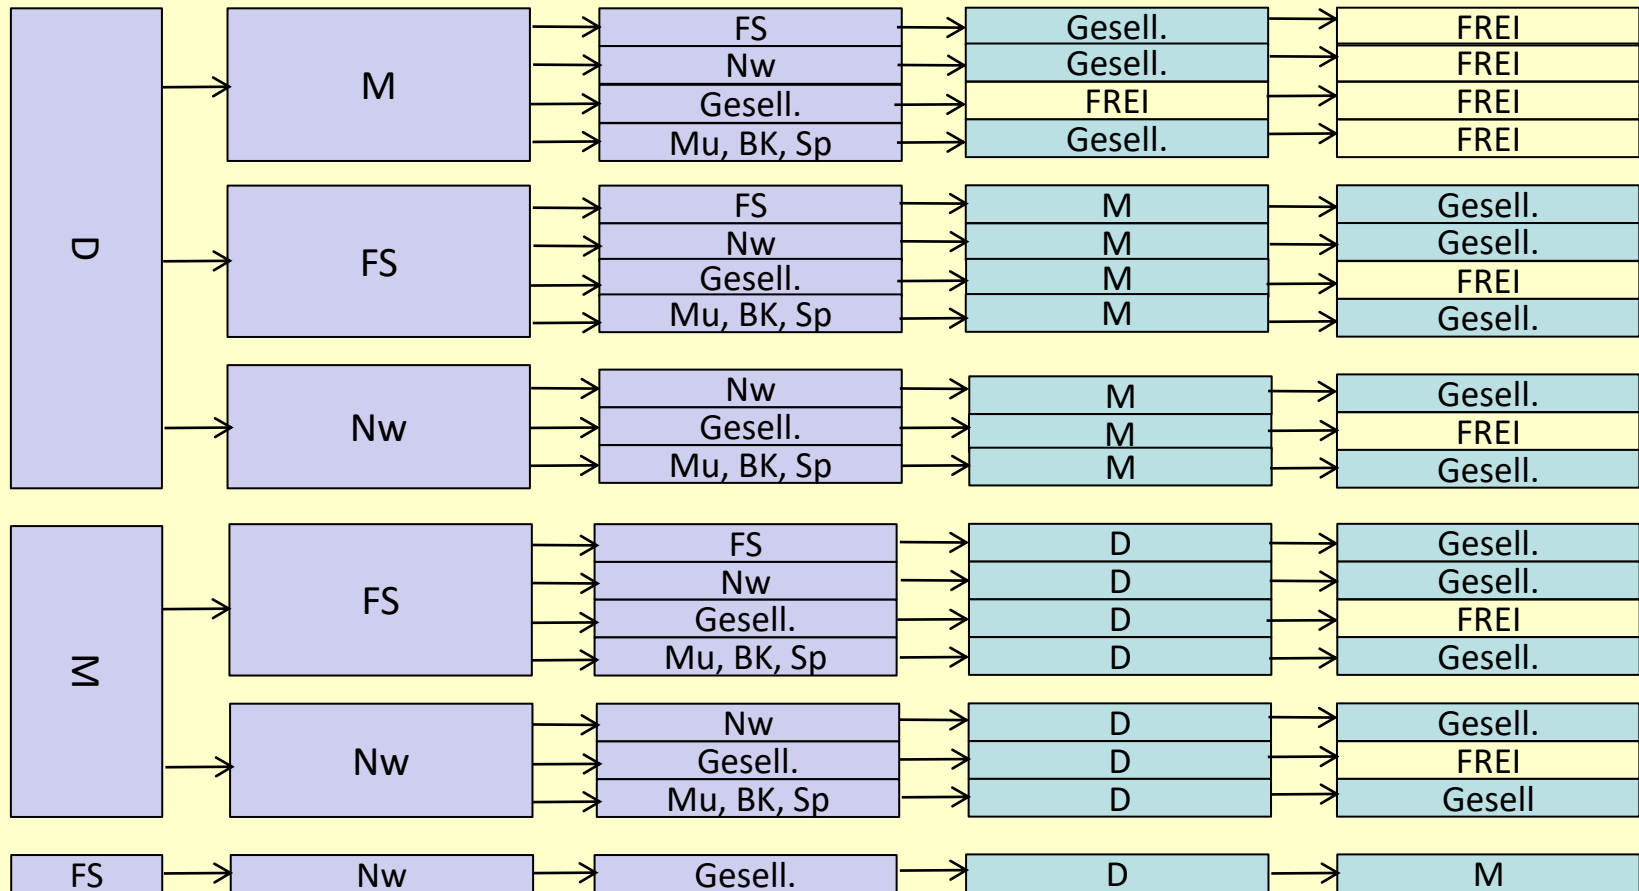 FS Gesell. FREI
Nw Gesell. FREI
M
Gesell. FREI FREI
Mu, BK, Sp Gesell. FREI
D
FS M Gesell.
Nw M Gesell.
FS
Gesell. M FREI
Mu, BK, Sp M Gesell.
Nw M Gesell.
Nw
Gesell. M FREI
Mu, BK, Sp M Gesell.
FS D Gesell.
Nw D Gesell.
FS
Gesell. D FREI
Mu, BK, Sp D Gesell.
M
Nw D Gesell.
Nw
Gesell. D FREI
Mu, BK, Sp D Gesell
FS Nw Gesell. D M